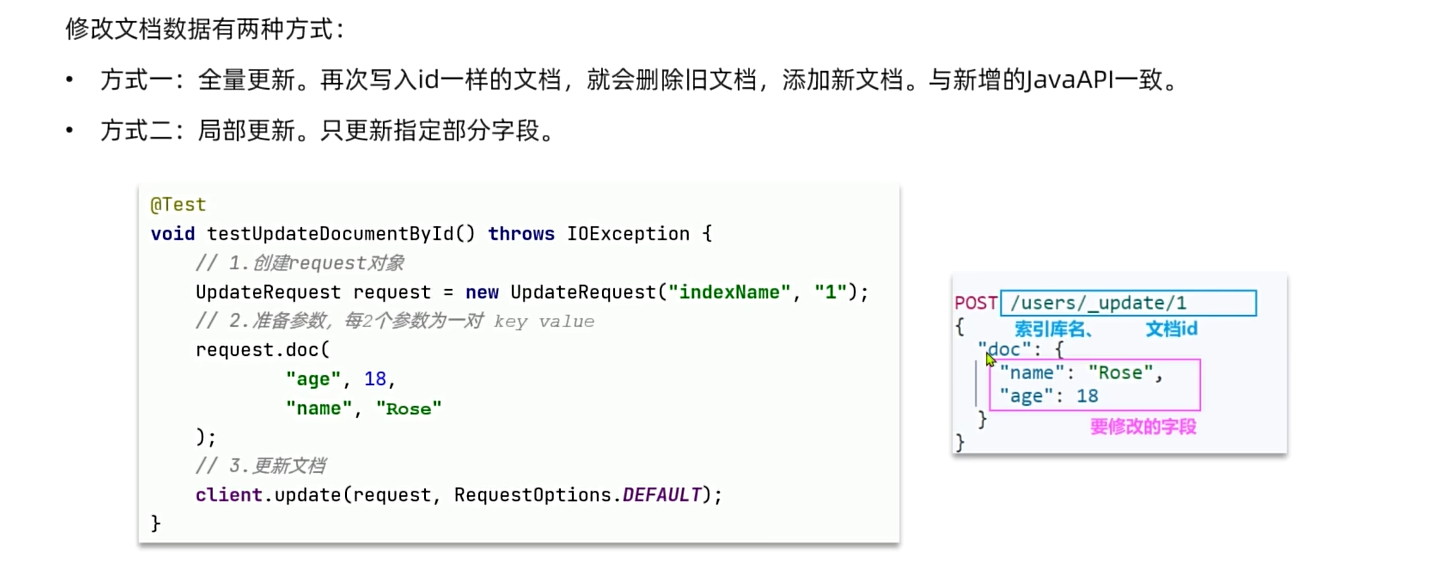 修改文档数据有两种方式：
• 方式一：全量更新。再次写入id一样的文档，就会删除旧文档，添加新文档。与新增的JavaAPI一致。
• 方式二：局部更新。只更新指定部分字段。
@Test
void testUpdateDocumentById() throws IOException {
// 1.创建request对象
UpdateRequest request = new UpdateRequest("indexName", "1");
// 2.准备参数，每2个参数为一对 key value
request.doc(
"age", 18,
"name", "Rose"
);
// 3.更新文档
client.update(request, RequestOptions.DEFAULT);
}
POST /users/_update/1
{ 索引库名、 文档id
"doc": {
"name": "Rose",
"age": 18
}
要修改的字段
}